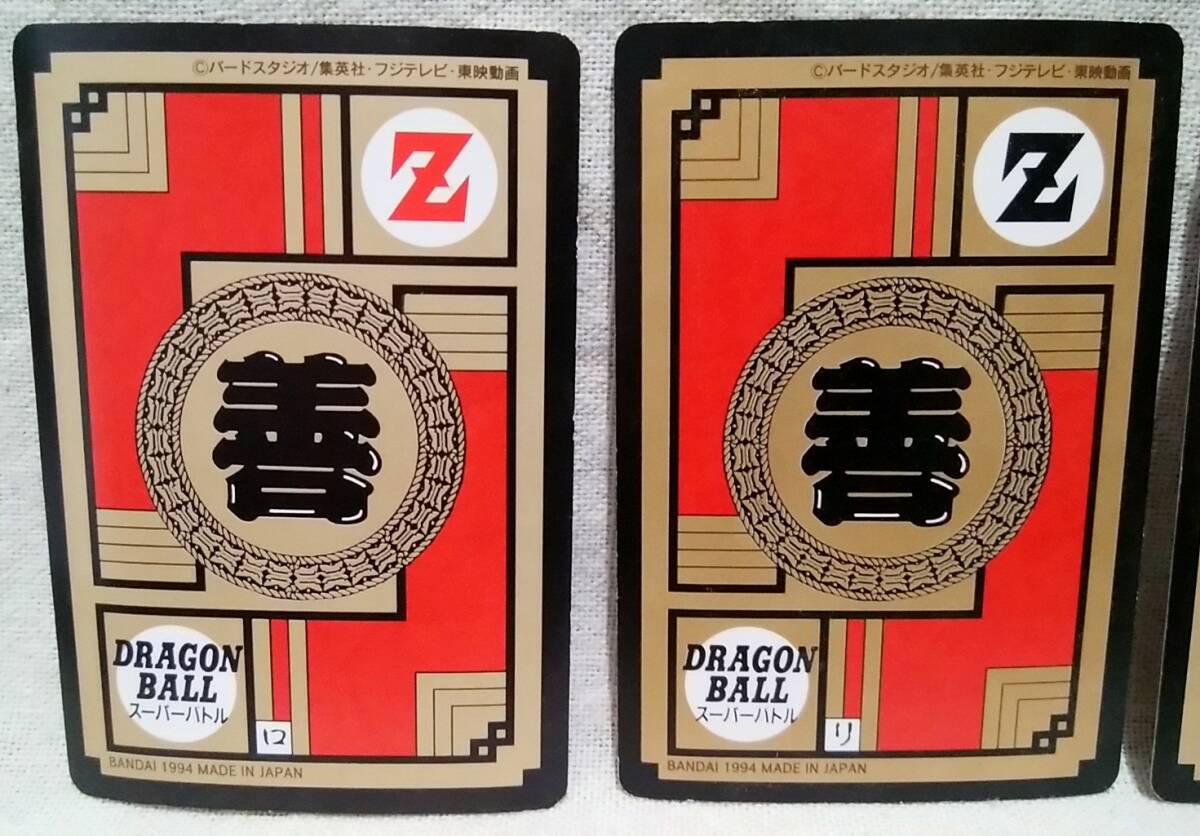 ©バードスタジオ/集英社・フジテレビ・東映動画
Z
善
DRAGON
BALL
スーパーバトル
ロ
BANDAI 1994 MADE IN JAPAN
©バードスタジオ/集英社・フジテレビ・東映動画
Z
善
DRAGON
BALL
スーパーバトル
リ
BANDAI 1994 MADE IN JAPAN